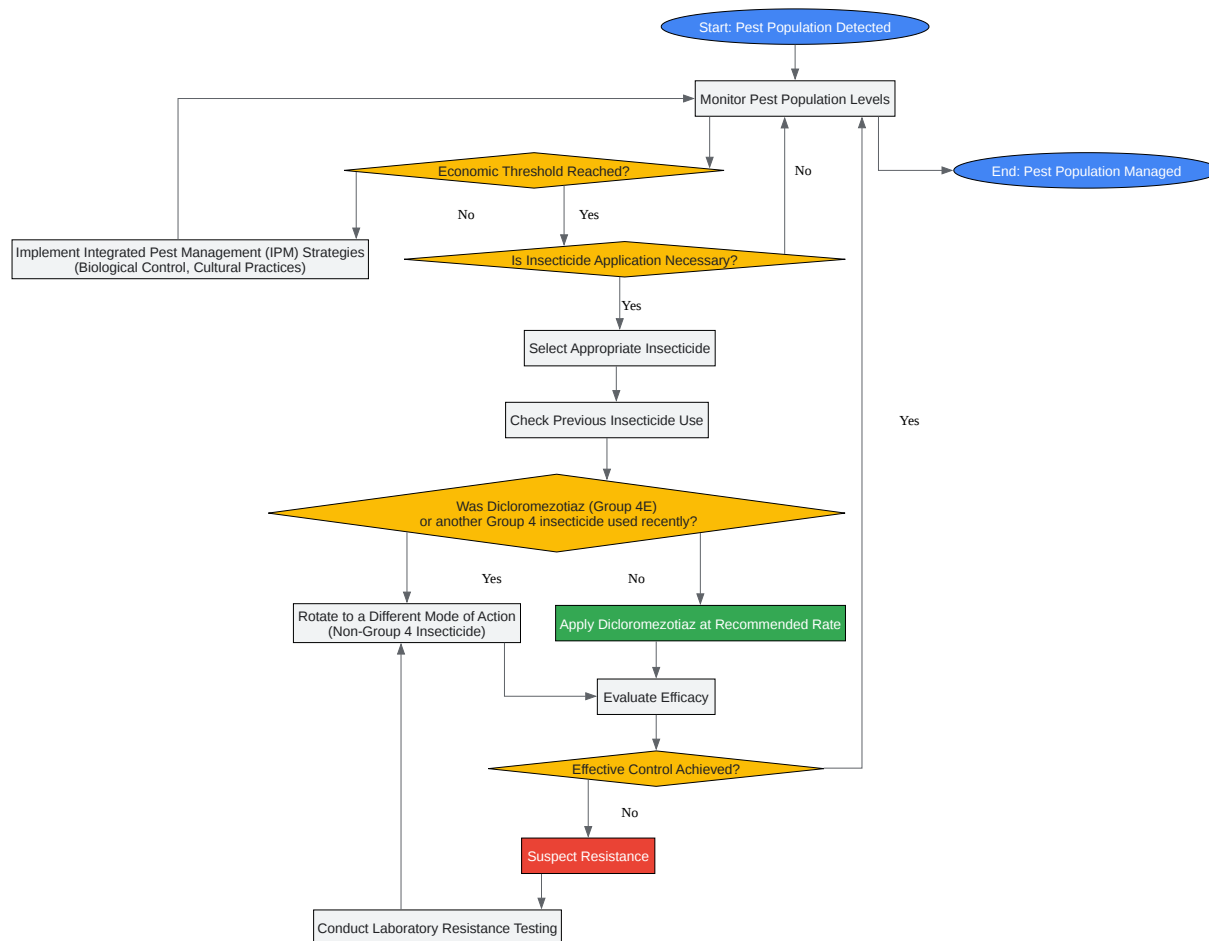 Start: Pest Population Detected
Monitor Pest Population Levels
Economic Threshold Reached?
No
End: Pest Population Managed
No
Yes
Implement Integrated Pest Management (IPM) Strategies
(Biological Control, Cultural Practices)
Is Insecticide Application Necessary?
Yes
Select Appropriate Insecticide
Check Previous Insecticide Use
Yes
Was Dicloromezotiaz (Group 4E)
or another Group 4 insecticide used recently?
Yes
No
Rotate to a Different Mode of Action
(Non-Group 4 Insecticide)
Apply Dicloromezotiaz at Recommended Rate
Evaluate Efficacy
Effective Control Achieved?
No
Suspect Resistance
Conduct Laboratory Resistance Testing